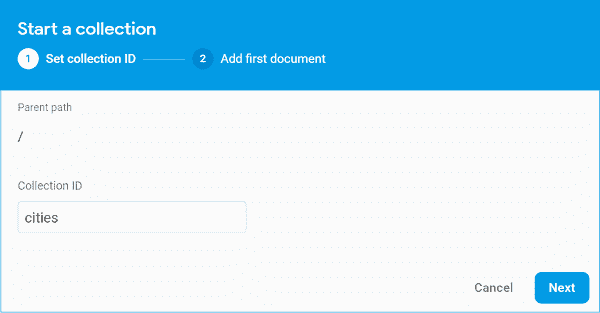 Start a collection
1 Set collection ID 2 Add first document
Parent path
/
Collection ID
cities
Cancel Next